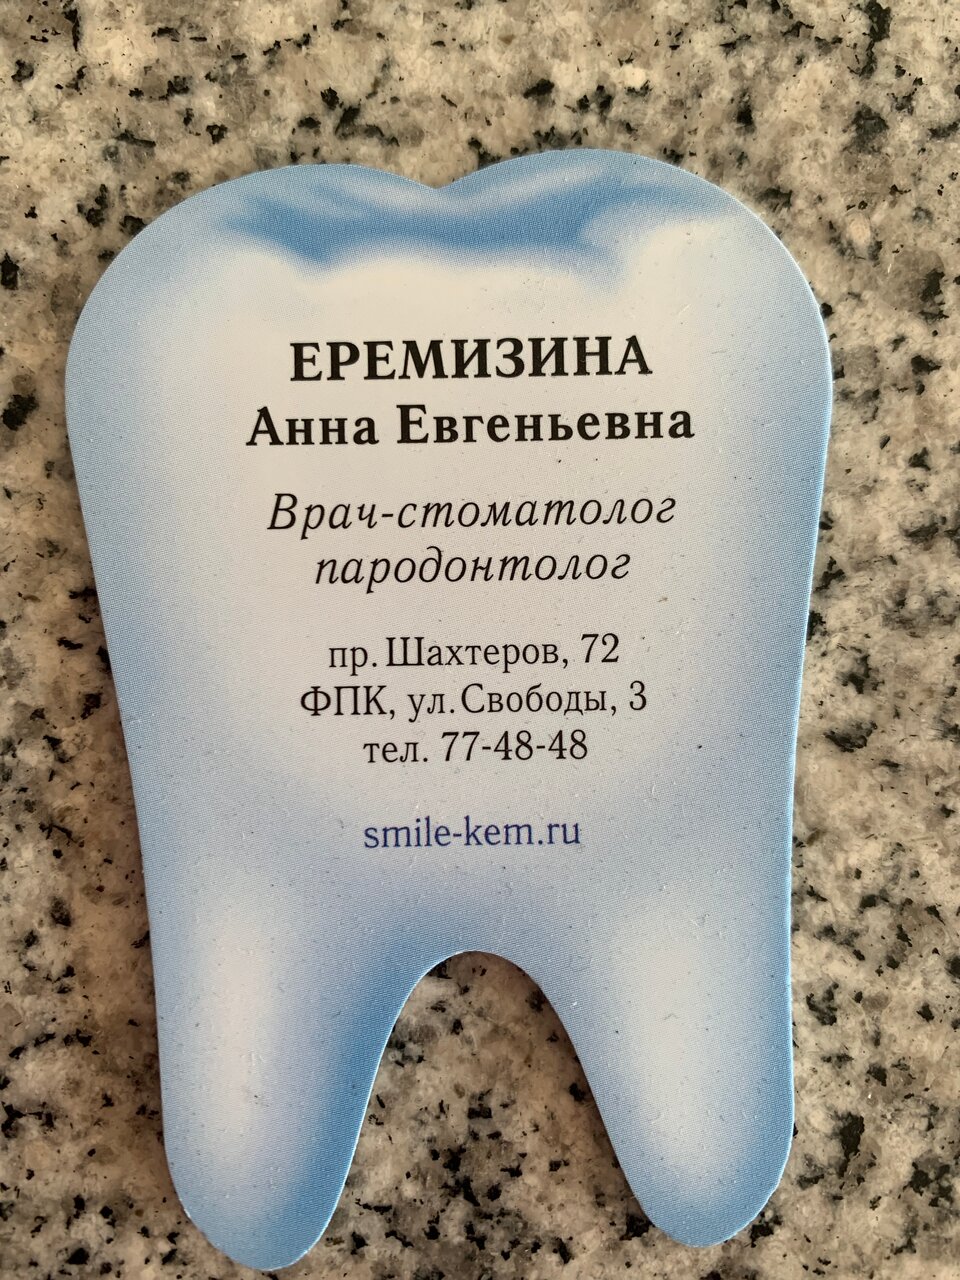 ЕРЕМИЗИНА
Анна Евгеньевна
Врач-стоматолог
пародонтолог
пр. Шахтеров, 72
ФПК, ул. Свободы, 3
тел. 77-48-48
smile-kem.ru